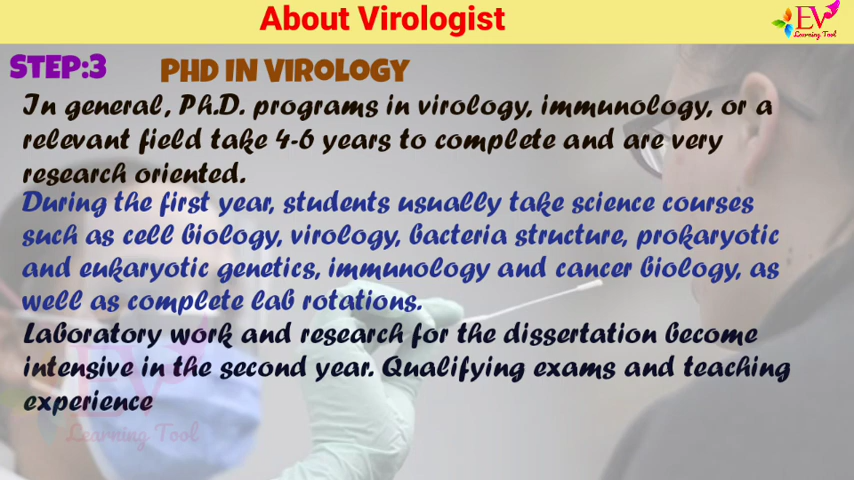 About Virologist
EV
Learning Tool
STEP:3
PHD IN VIROLOGY
In general, Ph.D. programs in virology, immunology, or a
relevant field take 4-6 years to complete and are very
research oriented.
During the first year, students usually take science courses
such as cell biology, virology, bacteria structure, prokaryotic
and eukaryotic genetics, immunology and cancer biology, as
well as complete lab rotations.
Laboratory work and research for the dissertation become
intensive in the second year. Qualifying exams and teaching
experience
EV
Learning Tool